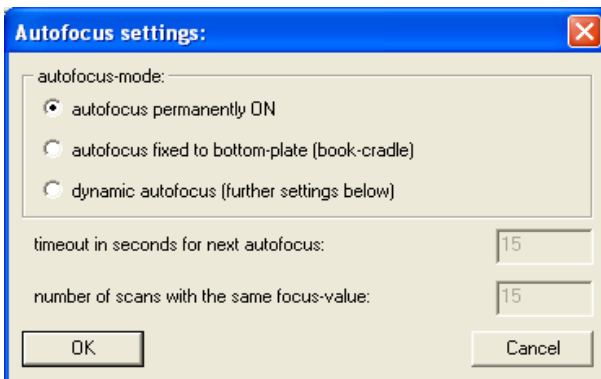 Autofocus settings:
autofocus-mode:
autofocus permanently ON
autofocus fixed to bottom-plate (book-cradle)
dynamic autofocus (further settings below)
timeout in seconds for next autofocus: 15
number of scans with the same focus-value: 15
OK Cancel